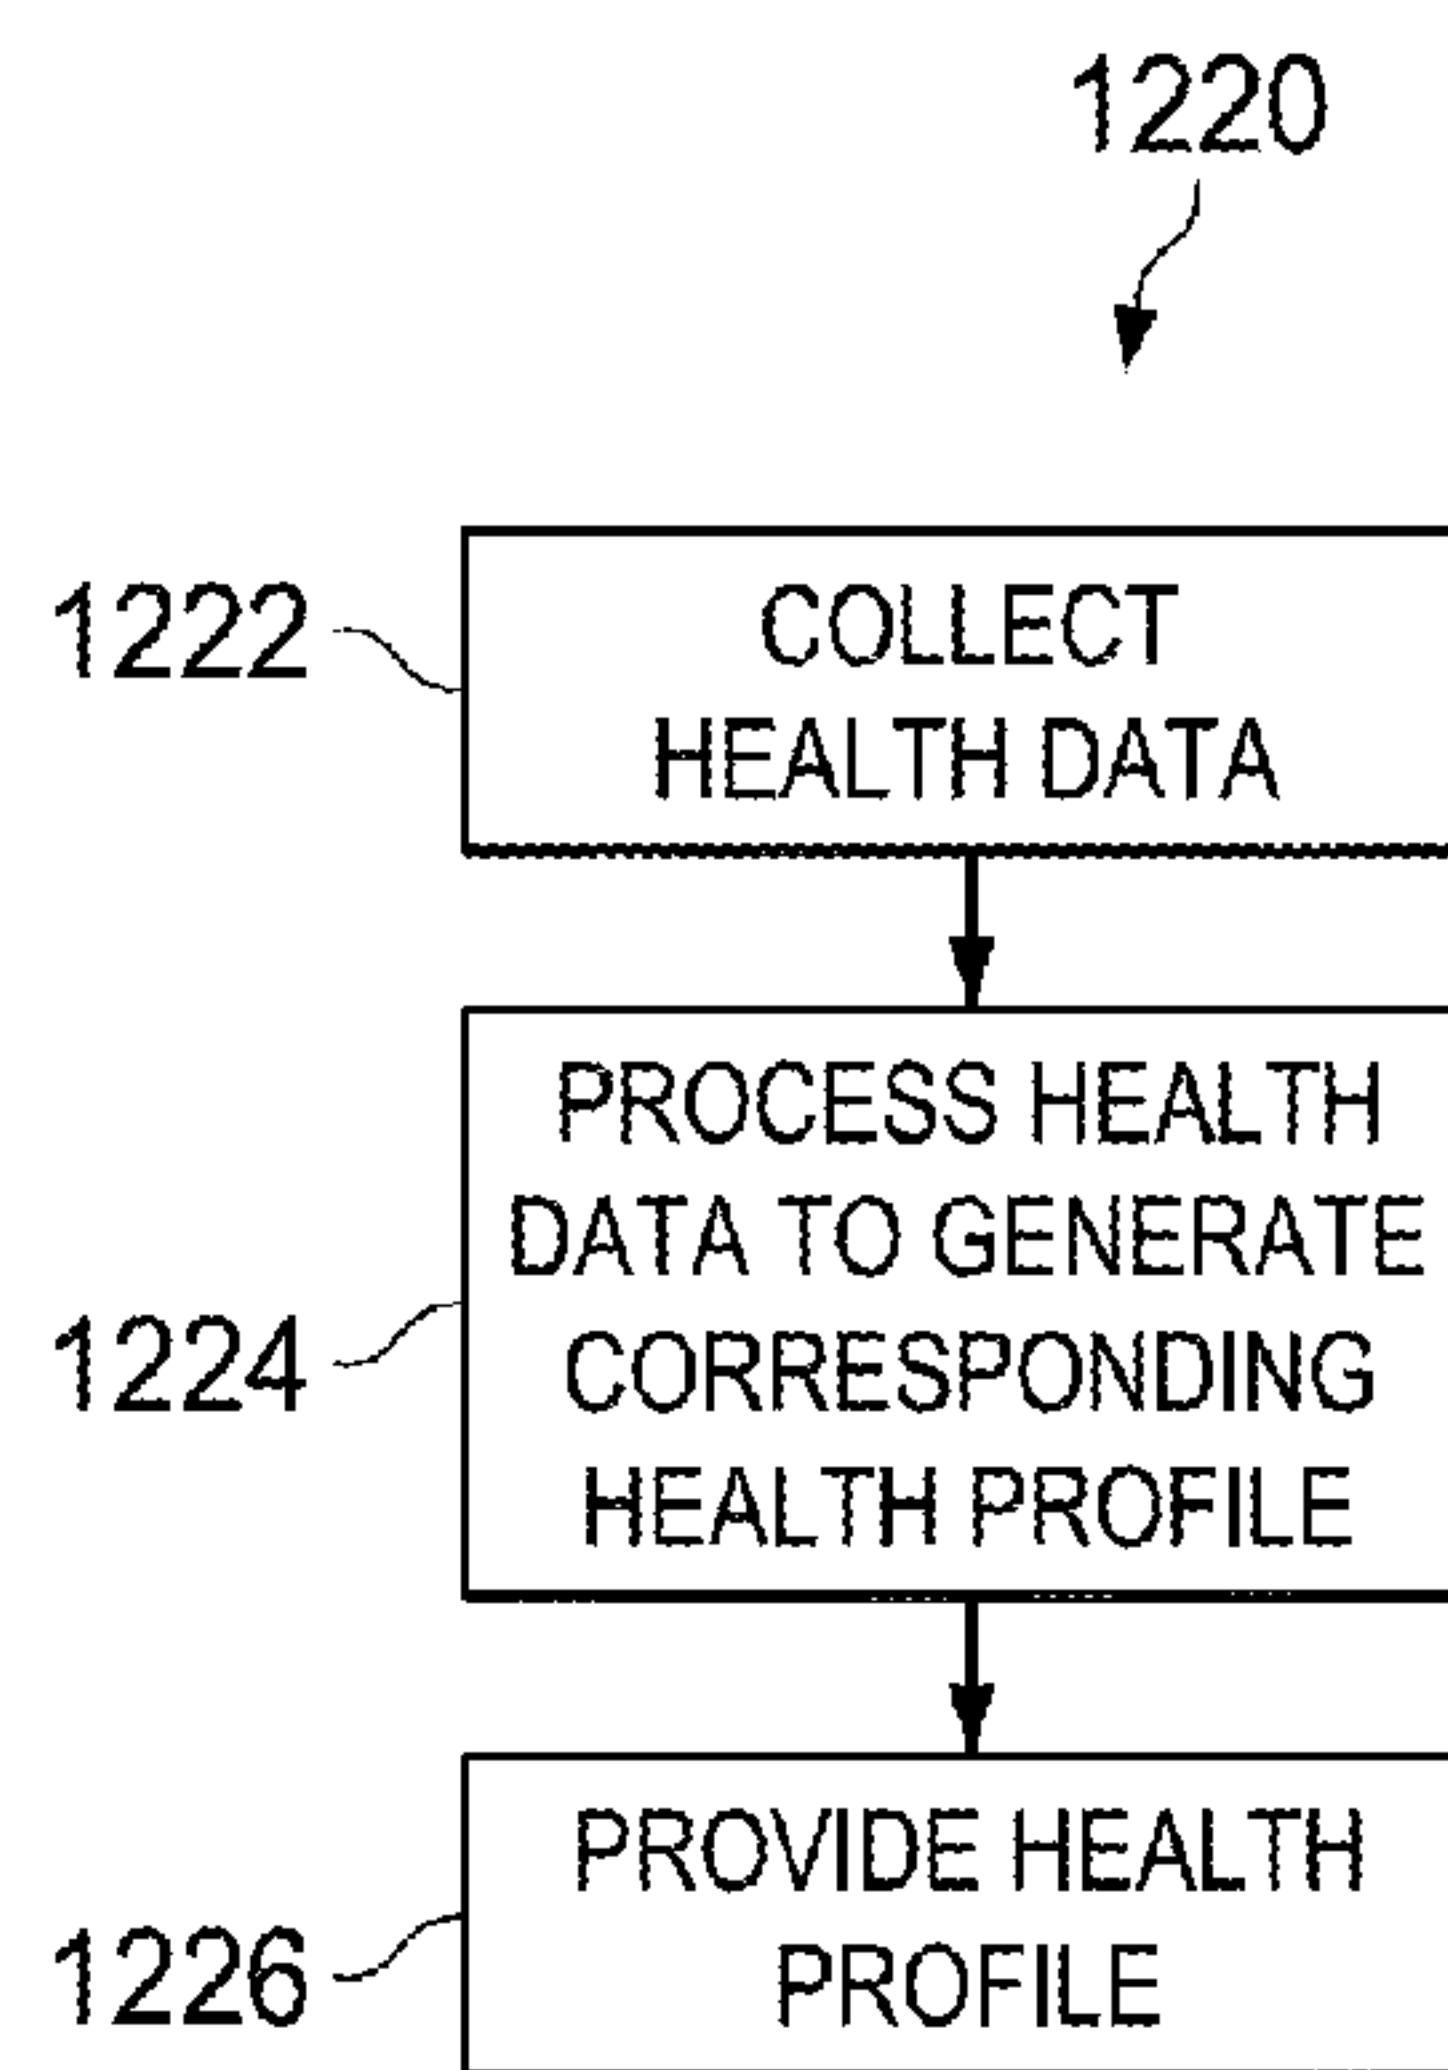 1220
1222
COLLECT
HEALTH DATA
PROCESS HEALTH
DATA TO GENERATE
1224
CORRESPONDING
HEALTH PROFILE
PROVIDE HEALTH
1226
PROFILE